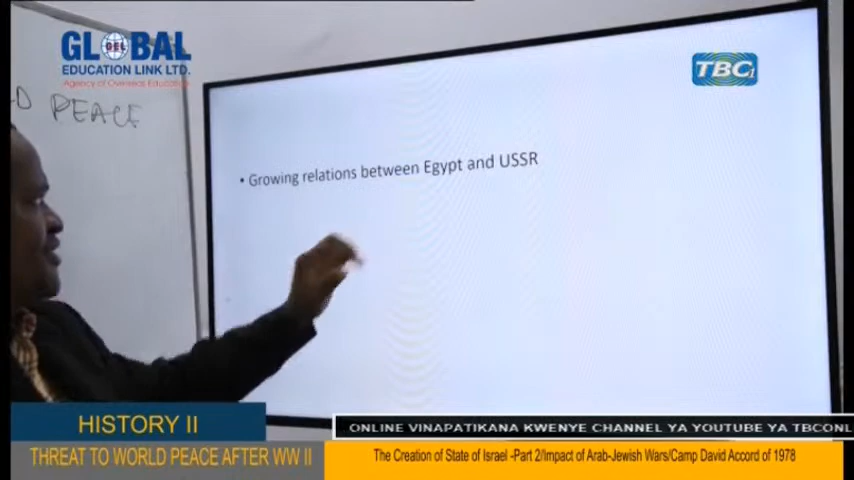 GLOBAL
GEL
EDUCATION LINK LTD.
Agency of Overseas Education
TBC1
PEACE
• Growing relations between Egypt and USSR
HISTORY II
ONLINE VINAPATIKANA KWENYE CHANNEL YA YOUTUBE YA TBCONL
THREAT TO WORLD PEACE AFTER WW II
The Creation of State of Israel -Part 2/Impact of Arab-Jewish Wars/Camp David Accord of 1978